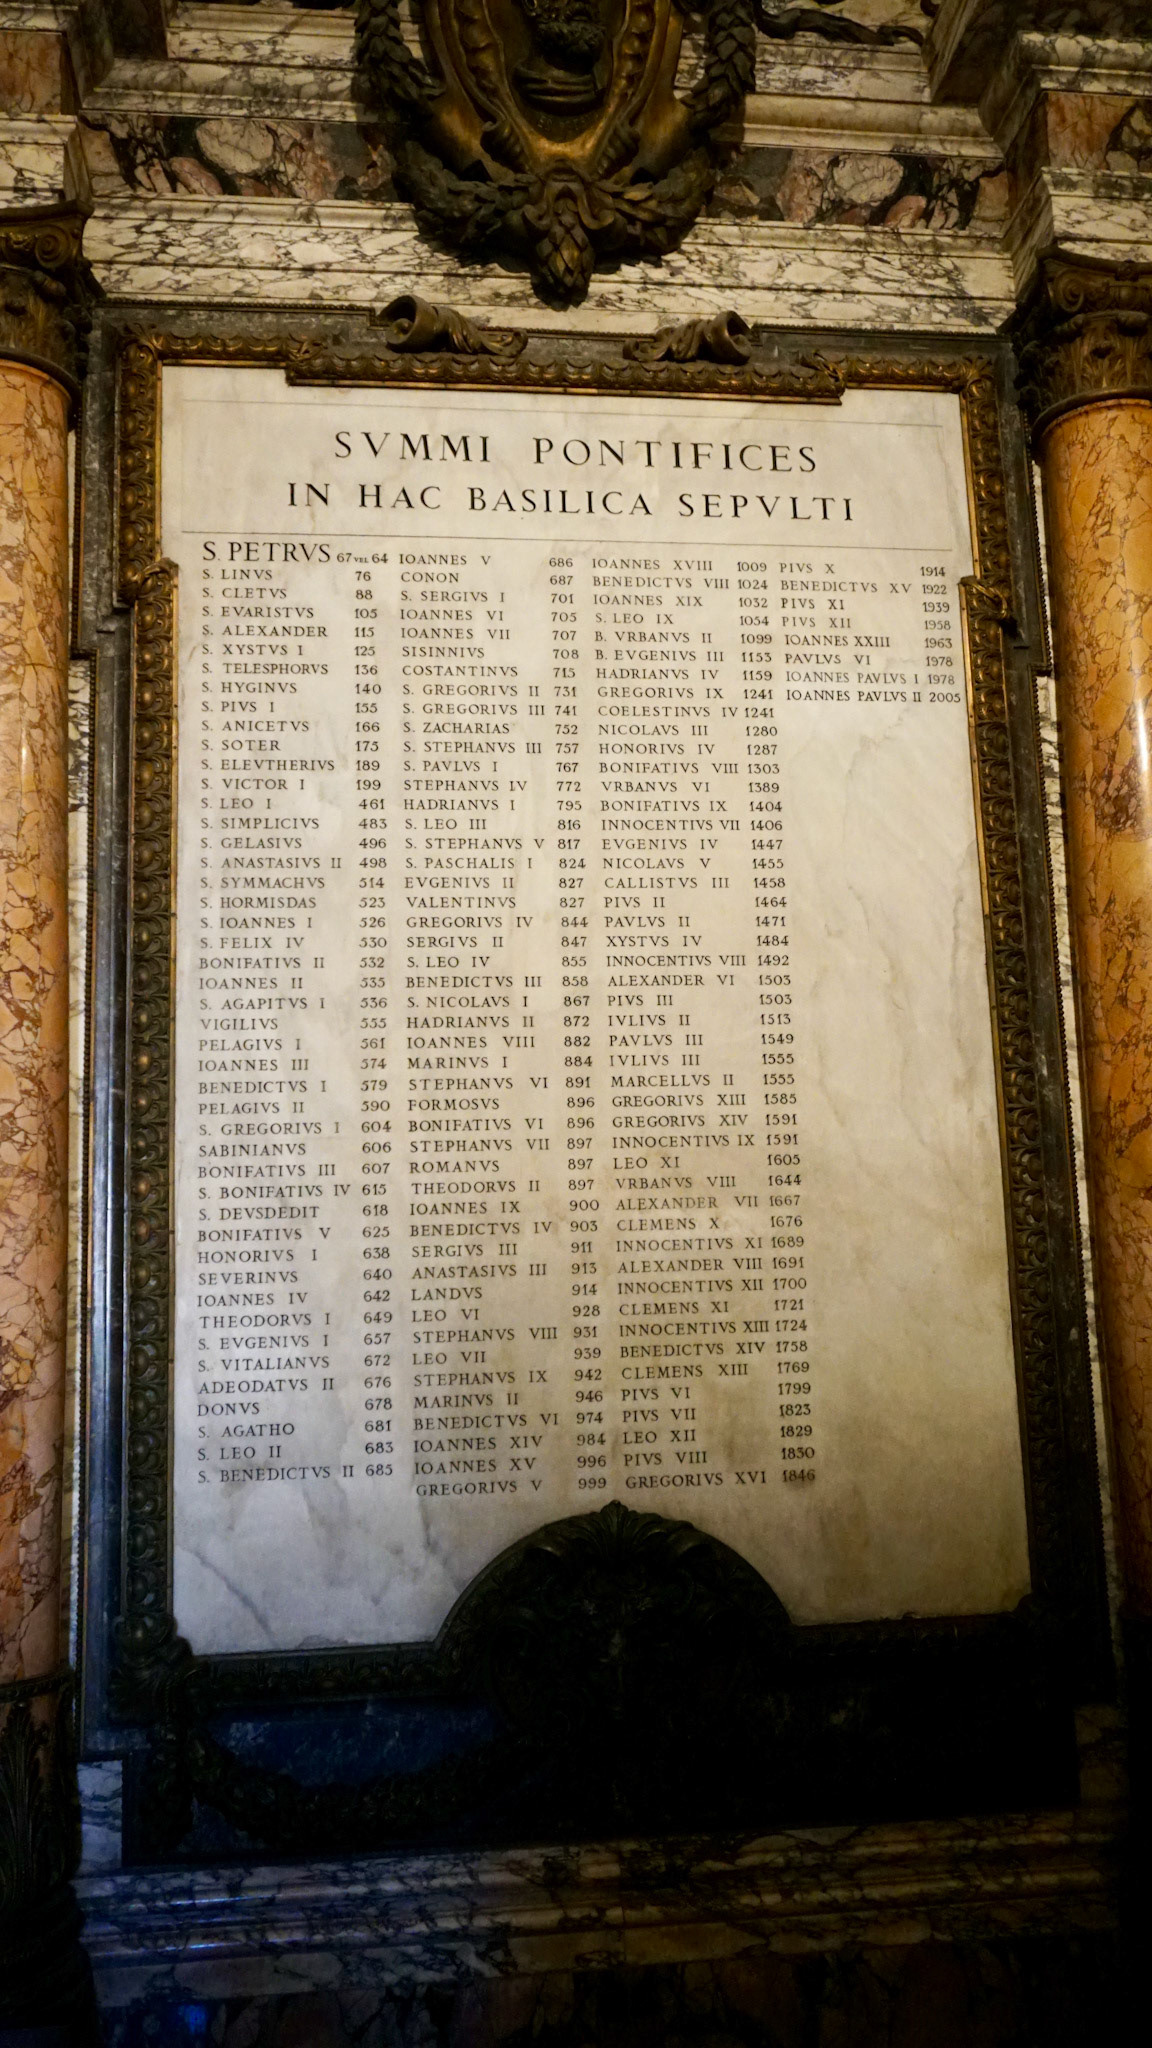 SVMMI PONTIFICES
IN HAC BASILICA SEPVLTI
S. PETRVS 67 VEL 64
S. LINVS 76
S. CLETVS 88
S. EVARISTVS 105
S. ALEXANDER 115
S. XYSTVS I 125
S. TELESPHORVS 136
S. HYGINVS 140
S. PIVS I 155
S. ANICETVS 166
S. SOTER 175
S. ELEVTHERIVS 189
S. VICTOR I 199
S. LEO I 461
S. SIMPLICIVS 483
S. GELASIVS 496
S. ANASTASIVS II 498
S. SYMMACHVS 514
S. HORMISDAS 523
S. IOANNES I 526
S. FELIX IV 530
BONIFATIVS II 532
IOANNES II 535
S. AGAPITVS I 536
VIGILIVS 555
PELAGIVS I 561
IOANNES III 574
BENEDICTVS I 579
PELAGIVS II 590
S. GREGORIVS I 604
SABINIANVS 606
BONIFATIVS III 607
S. BONIFATIVS IV 615
S. DEVSDEDIT 618
BONIFATIVS V 625
HONORIVS I 638
SEVERINVS 640
IOANNES IV 642
THEODORVS I 649
S. EVGENIVS I 657
S. VITALIANVS 672
ADEODATVS II 676
DONVS 678
S. AGATHO 681
S. LEO II 683
S. BENEDICTVS II 685
IOANNES V 686
CONON 687
S. SERGIVS I 701
IOANNES VI 705
IOANNES VII 707
SISINNIVS 708
COSTANTINVS 715
S. GREGORIVS II 731
S. GREGORIVS III 741
S. ZACHARIAS 752
S. STEPHANVS III 757
S. PAVLVS I 767
STEPHANVS IV 772
HADRIANVS I 795
S. LEO III 816
S. STEPHANVS V 817
S. PASCHALIS I 824
EVGENIVS II 827
VALENTINVS 827
GREGORIVS IV 844
SERGIVS II 847
S. LEO IV 855
BENEDICTVS III 858
S. NICOLAVS I 867
HADRIANVS II 872
IOANNES VIII 882
MARINVS I 884
STEPHANVS VI 891
FORMOSVS 896
BONIFATIVS VI 896
STEPHANVS VII 897
ROMANVS 897
THEODORVS II 897
IOANNES IX 900
BENEDICTVS IV 903
SERGIVS III 911
ANASTASIVS III 913
LANDVS 914
LEO VI 928
STEPHANVS VIII 931
LEO VII 939
STEPHANVS IX 942
MARINVS II 946
BENEDICTVS VI 974
IOANNES XIV 984
IOANNES XV 996
GREGORIVS V 999
IOANNES XVIII 1009
BENEDICTVS VIII 1024
IOANNES XIX 1032
S. LEO IX 1054
B. VRBANVS II 1099
B. EVGENIVS III 1153
HADRIANVS IV 1159
GREGORIVS IX 1241
COELESTINVS IV 1241
NICOLAVS III 1280
HONORIVS IV 1287
BONIFATIVS VIII 1303
VRBANVS VI 1389
BONIFATIVS IX 1404
INNOCENTIVS VII 1406
EVGENIVS IV 1447
NICOLAVS V 1455
CALLISTVS III 1458
PIVS II 1464
PAVLVS II 1471
XYSTVS IV 1484
INNOCENTIVS VIII 1492
ALEXANDER VI 1503
PIVS III 1503
IVLIVS II 1513
PAVLVS III 1549
IVLIVS III 1555
MARCELLVS II 1555
GREGORIVS XIII 1585
GREGORIVS XIV 1591
INNOCENTIVS IX 1591
LEO XI 1605
VRBANVS VIII 1644
ALEXANDER VII 1667
CLEMENS X 1676
INNOCENTIVS XI 1689
ALEXANDER VIII 1691
INNOCENTIVS XII 1700
CLEMENS XI 1721
INNOCENTIVS XIII 1724
BENEDICTVS XIV 1758
CLEMENS XIII 1769
PIVS VI 1799
PIVS VII 1823
LEO XII 1829
PIVS VIII 1830
GREGORIVS XVI 1846
PIVS X 1914
BENEDICTVS XV 1922
PIVS XI 1939
PIVS XII 1958
IOANNES XXIII 1963
PAVLVS VI 1978
IOANNES PAVLVS I 1978
IOANNES PAVLVS II 2005